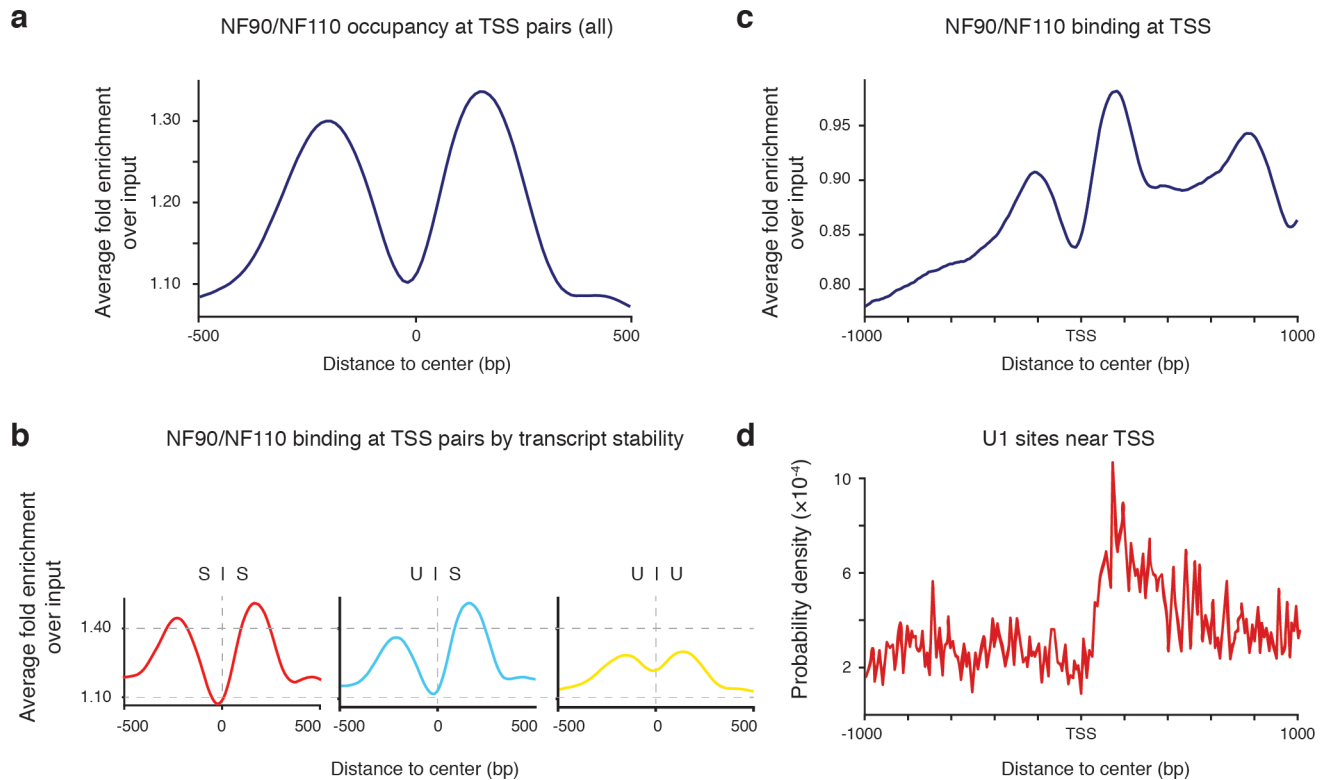 a
NF90/NF110 occupancy at TSS pairs (all)
Average fold enrichment
over input
1.30
1.20
1.10
-500
0
500
Distance to center (bp)
b
NF90/NF110 binding at TSS pairs by transcript stability
Average fold enrichment
over input
S | S
U | S
U | U
1.40
1.10
-500
0
500
-500
0
500
-500
0
500
Distance to center (bp)
c
NF90/NF110 binding at TSS
Average fold enrichment
over input
0.95
0.90
0.85
0.80
-1000
TSS
1000
Distance to center (bp)
d
U1 sites near TSS
Probability density (×10⁻⁴)
10
6
2
-1000
TSS
1000
Distance to center (bp)